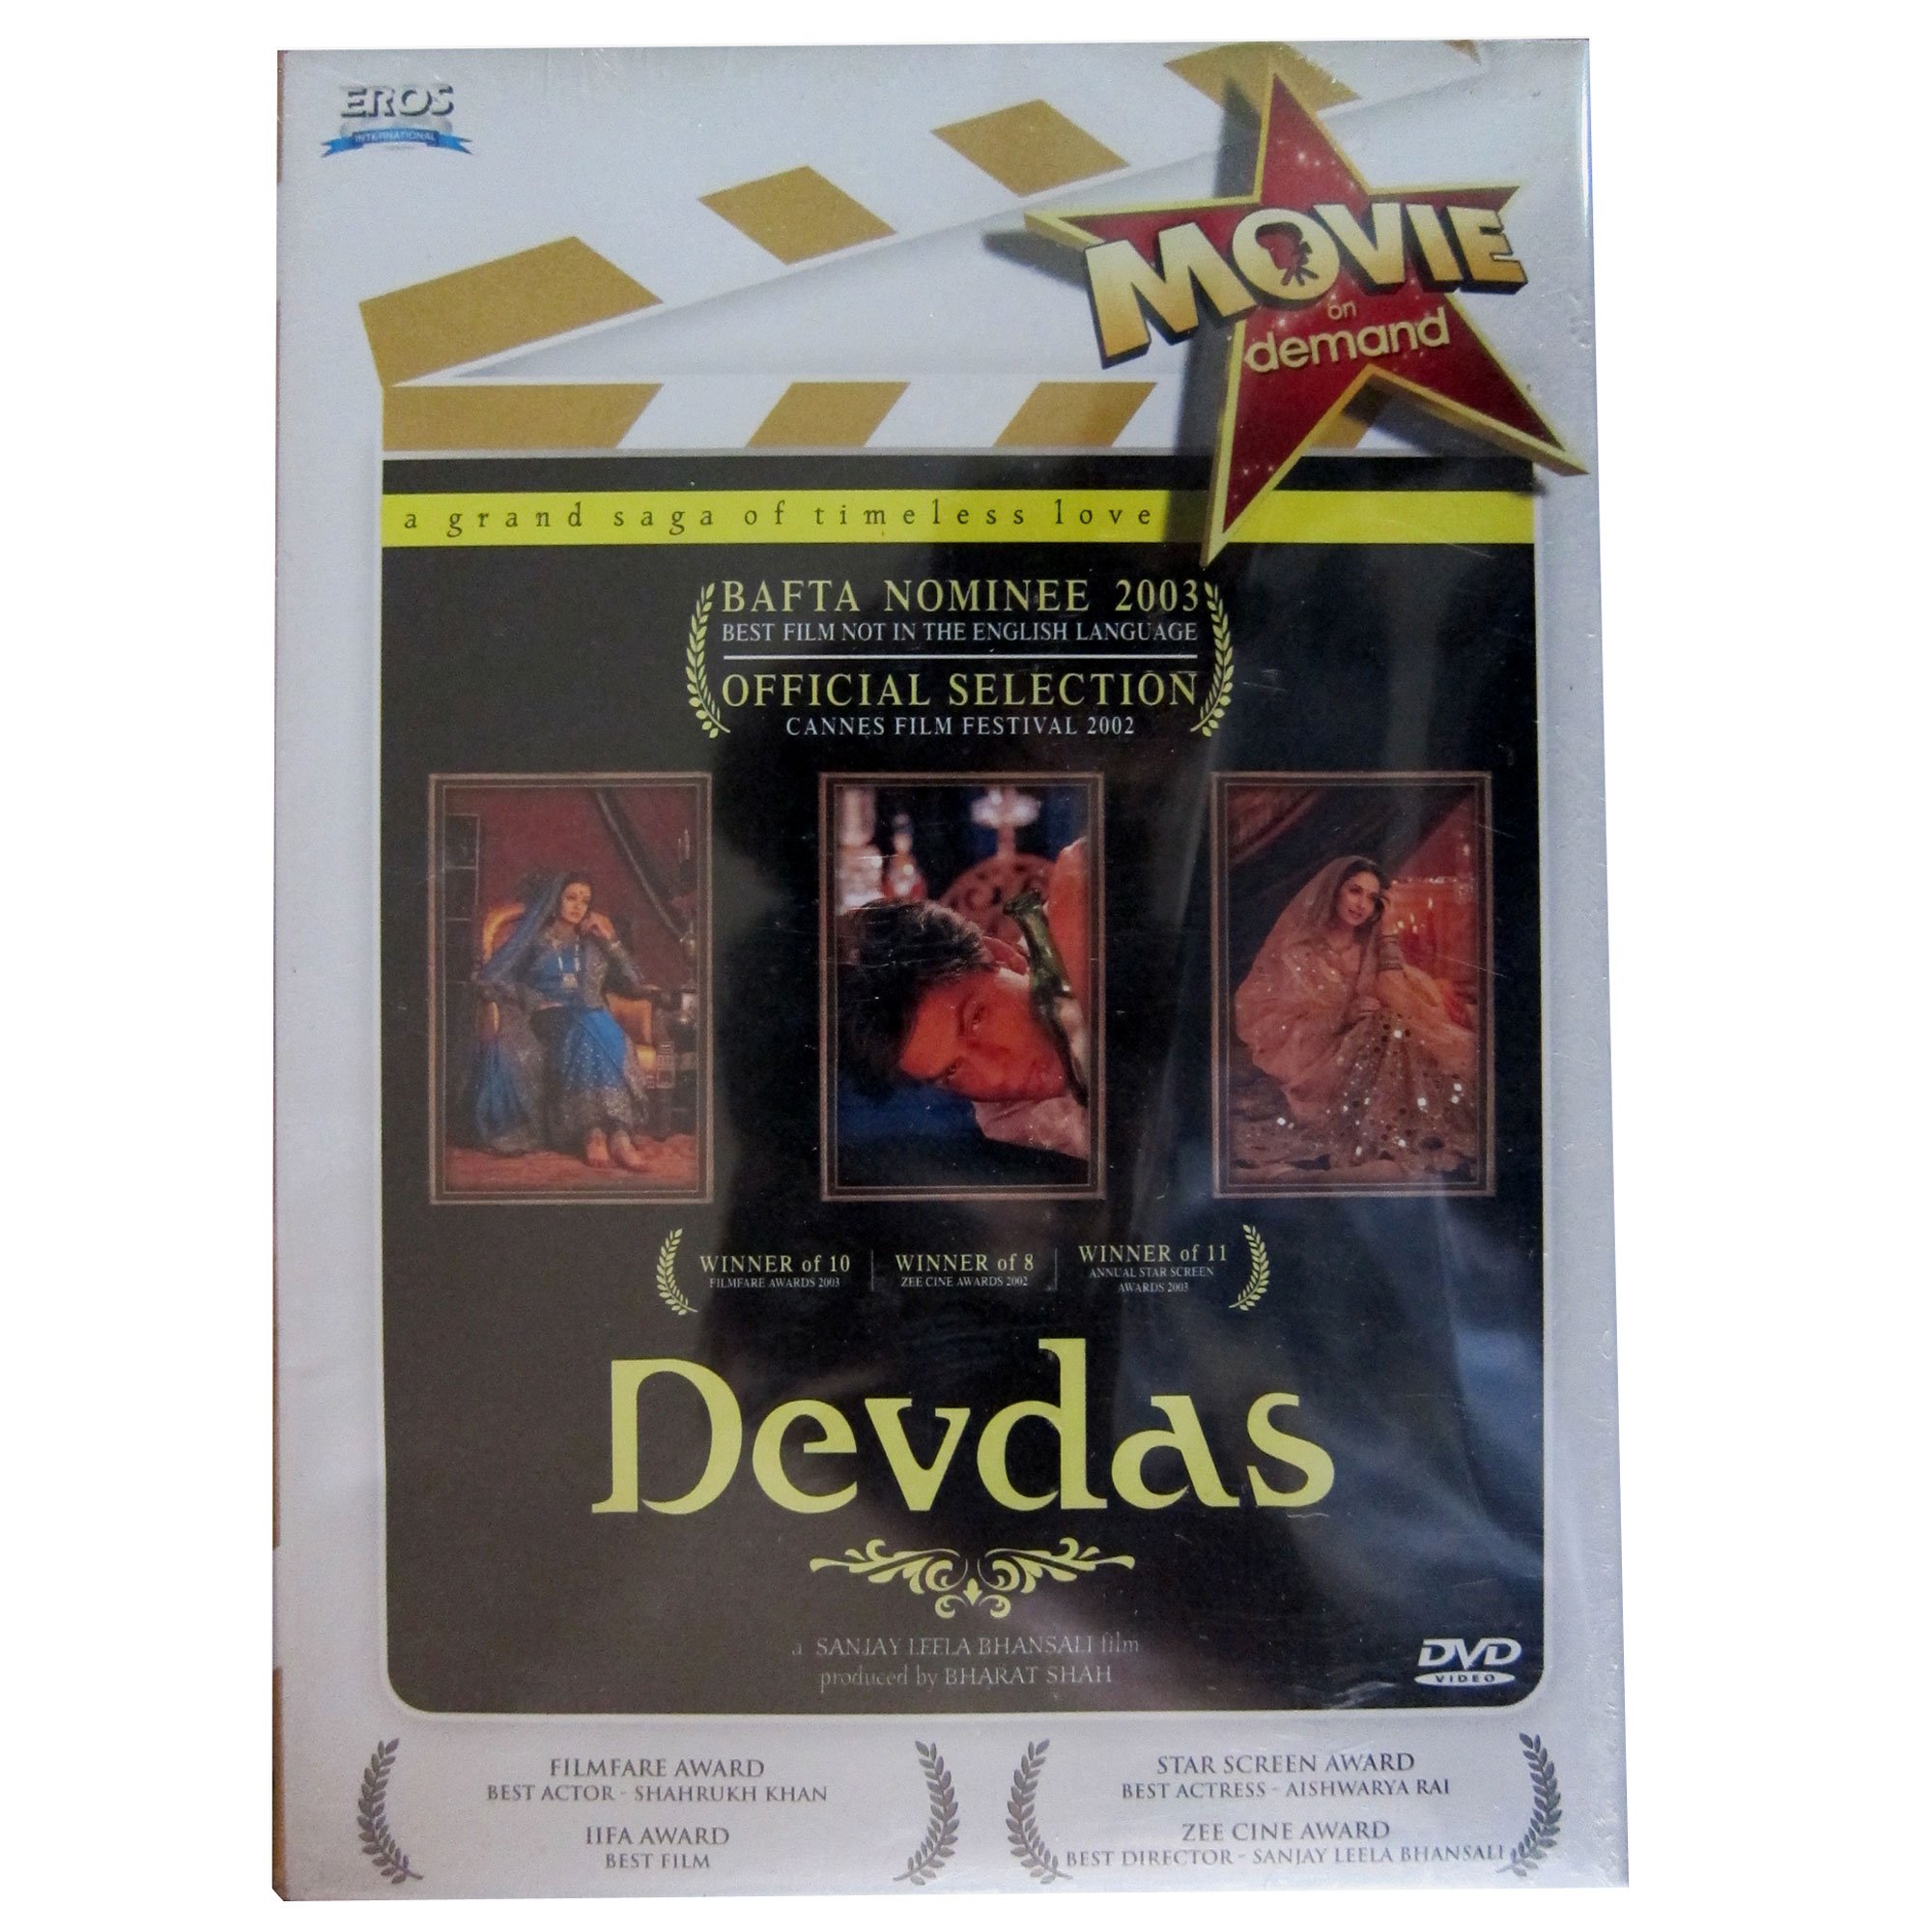 EROS
INTERNATIONAL
MOVIE
on
demand
a grand saga of timeless love
BAFTA NOMINEE 2003
BEST FILM NOT IN THE ENGLISH LANGUAGE
OFFICIAL SELECTION
CANNES FILM FESTIVAL 2002
WINNER of 10
FILMFARE AWARDS 2003
WINNER of 8
ZEE CINE AWARDS 2002
WINNER of 11
ANNUAL STAR SCREEN
AWARDS 2003
Devdas
a SANJAY LEELA BHANSALI film
produced by BHARAT SHAH
DVD
VIDEO
FILMFARE AWARD
BEST ACTOR - SHAHRUKH KHAN
IIFA AWARD
BEST FILM
STAR SCREEN AWARD
BEST ACTRESS - AISHWARYA RAI
ZEE CINE AWARD
BEST DIRECTOR - SANJAY LEELA BHANSALI